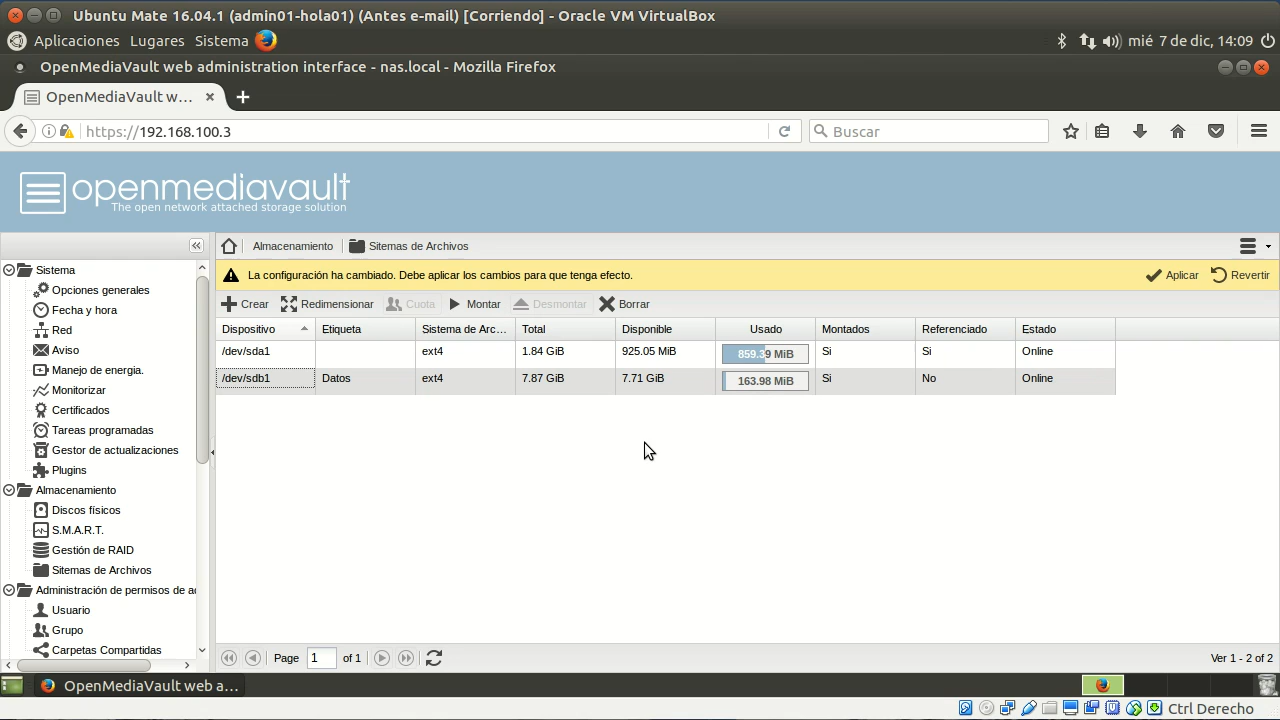 Ubuntu Mate 16.04.1 (admin01-hola01) (Antes e-mail) [Corriendo] - Oracle VM VirtualBox
Aplicaciones Lugares Sistema mié 7 de dic, 14:09
OpenMediaVault web administration interface - nas.local - Mozilla Firefox
OpenMediaVault w...
https://192.168.100.3 Buscar
openmediavault
The open network attached storage solution
Almacenamiento Sitemas de Archivos
La configuración ha cambiado. Debe aplicar los cambios para que tenga efecto. Aplicar Revertir
Crear Redimensionar Cuota Montar Desmontar Borrar
Dispositivo Etiqueta Sistema de Arc... Total Disponible Usado Montados Referenciado Estado
/dev/sda1 ext4 1.84 GiB 925.05 MiB 859.39 MiB Si Si Online
/dev/sdb1 Datos ext4 7.87 GiB 7.71 GiB 163.98 MiB Si No Online
Sistema
Opciones generales
Fecha y hora
Red
Aviso
Manejo de energia.
Monitorizar
Certificados
Tareas programadas
Gestor de actualizaciones
Plugins
Almacenamiento
Discos físicos
S.M.A.R.T.
Gestión de RAID
Sitemas de Archivos
Administración de permisos de a
Usuario
Grupo
Carpetas Compartidas
Page 1 of 1 Ver 1 - 2 of 2
OpenMediaVault web a...
Ctrl Derecho